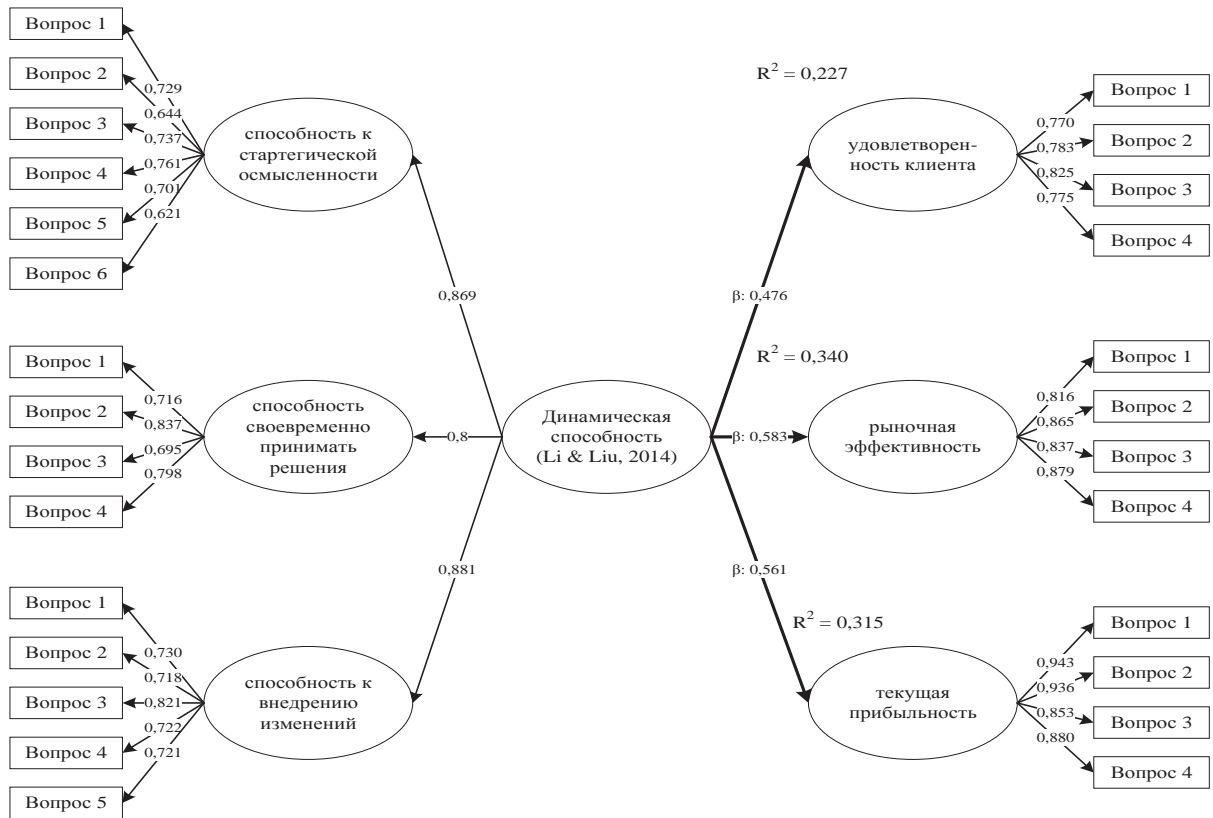 Вопрос 1
Вопрос 2
Вопрос 3
Вопрос 4
Вопрос 5
Вопрос 6
0,729
0,644
0,737
0,761
0,701
0,621
способность к
стартегической
осмысленности
0,869
Вопрос 1
Вопрос 2
Вопрос 3
Вопрос 4
0,716
0,837
0,695
0,798
способность
своевременно
принимать
решения
0,8
Вопрос 1
Вопрос 2
Вопрос 3
Вопрос 4
Вопрос 5
0,730
0,718
0,821
0,722
0,721
способность к
внедрению
изменений
0,881
Динамическая
способность
(Li & Liu, 2014)
R² = 0,227
β: 0,476
удовлетворен-
ность клиента
0,770
0,783
0,825
0,775
Вопрос 1
Вопрос 2
Вопрос 3
Вопрос 4
R² = 0,340
β: 0,583
рыночная
эффективность
0,816
0,865
0,837
0,879
Вопрос 1
Вопрос 2
Вопрос 3
Вопрос 4
β: 0,561
R² = 0,315
текущая
прибыльность
0,943
0,936
0,853
0,880
Вопрос 1
Вопрос 2
Вопрос 3
Вопрос 4